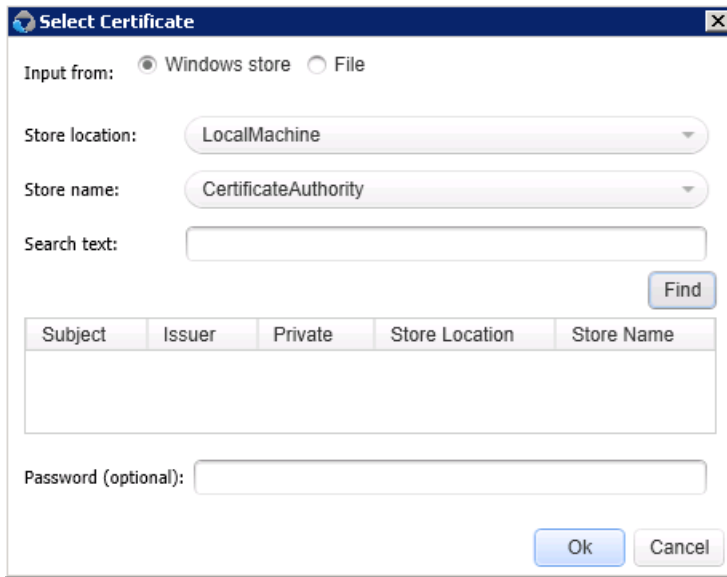 Select Certificate
Input from: Windows store File
Store location: LocalMachine
Store name: CertificateAuthority
Search text:
Find
Subject Issuer Private Store Location Store Name
Password (optional):
Ok Cancel